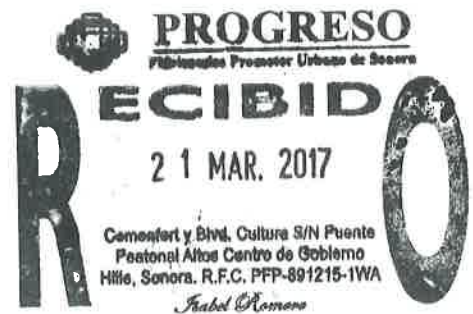 PROGRESO
Fideicomiso Promotor Urbano de Sonora
RECIBIDO
21 MAR. 2017
Comonfort y Blvd. Cultura S/N Puente
Peatonal Altos Centro de Gobierno
Hillo, Sonora. R.F.C. PFP-891215-1WA
Isabel Romero